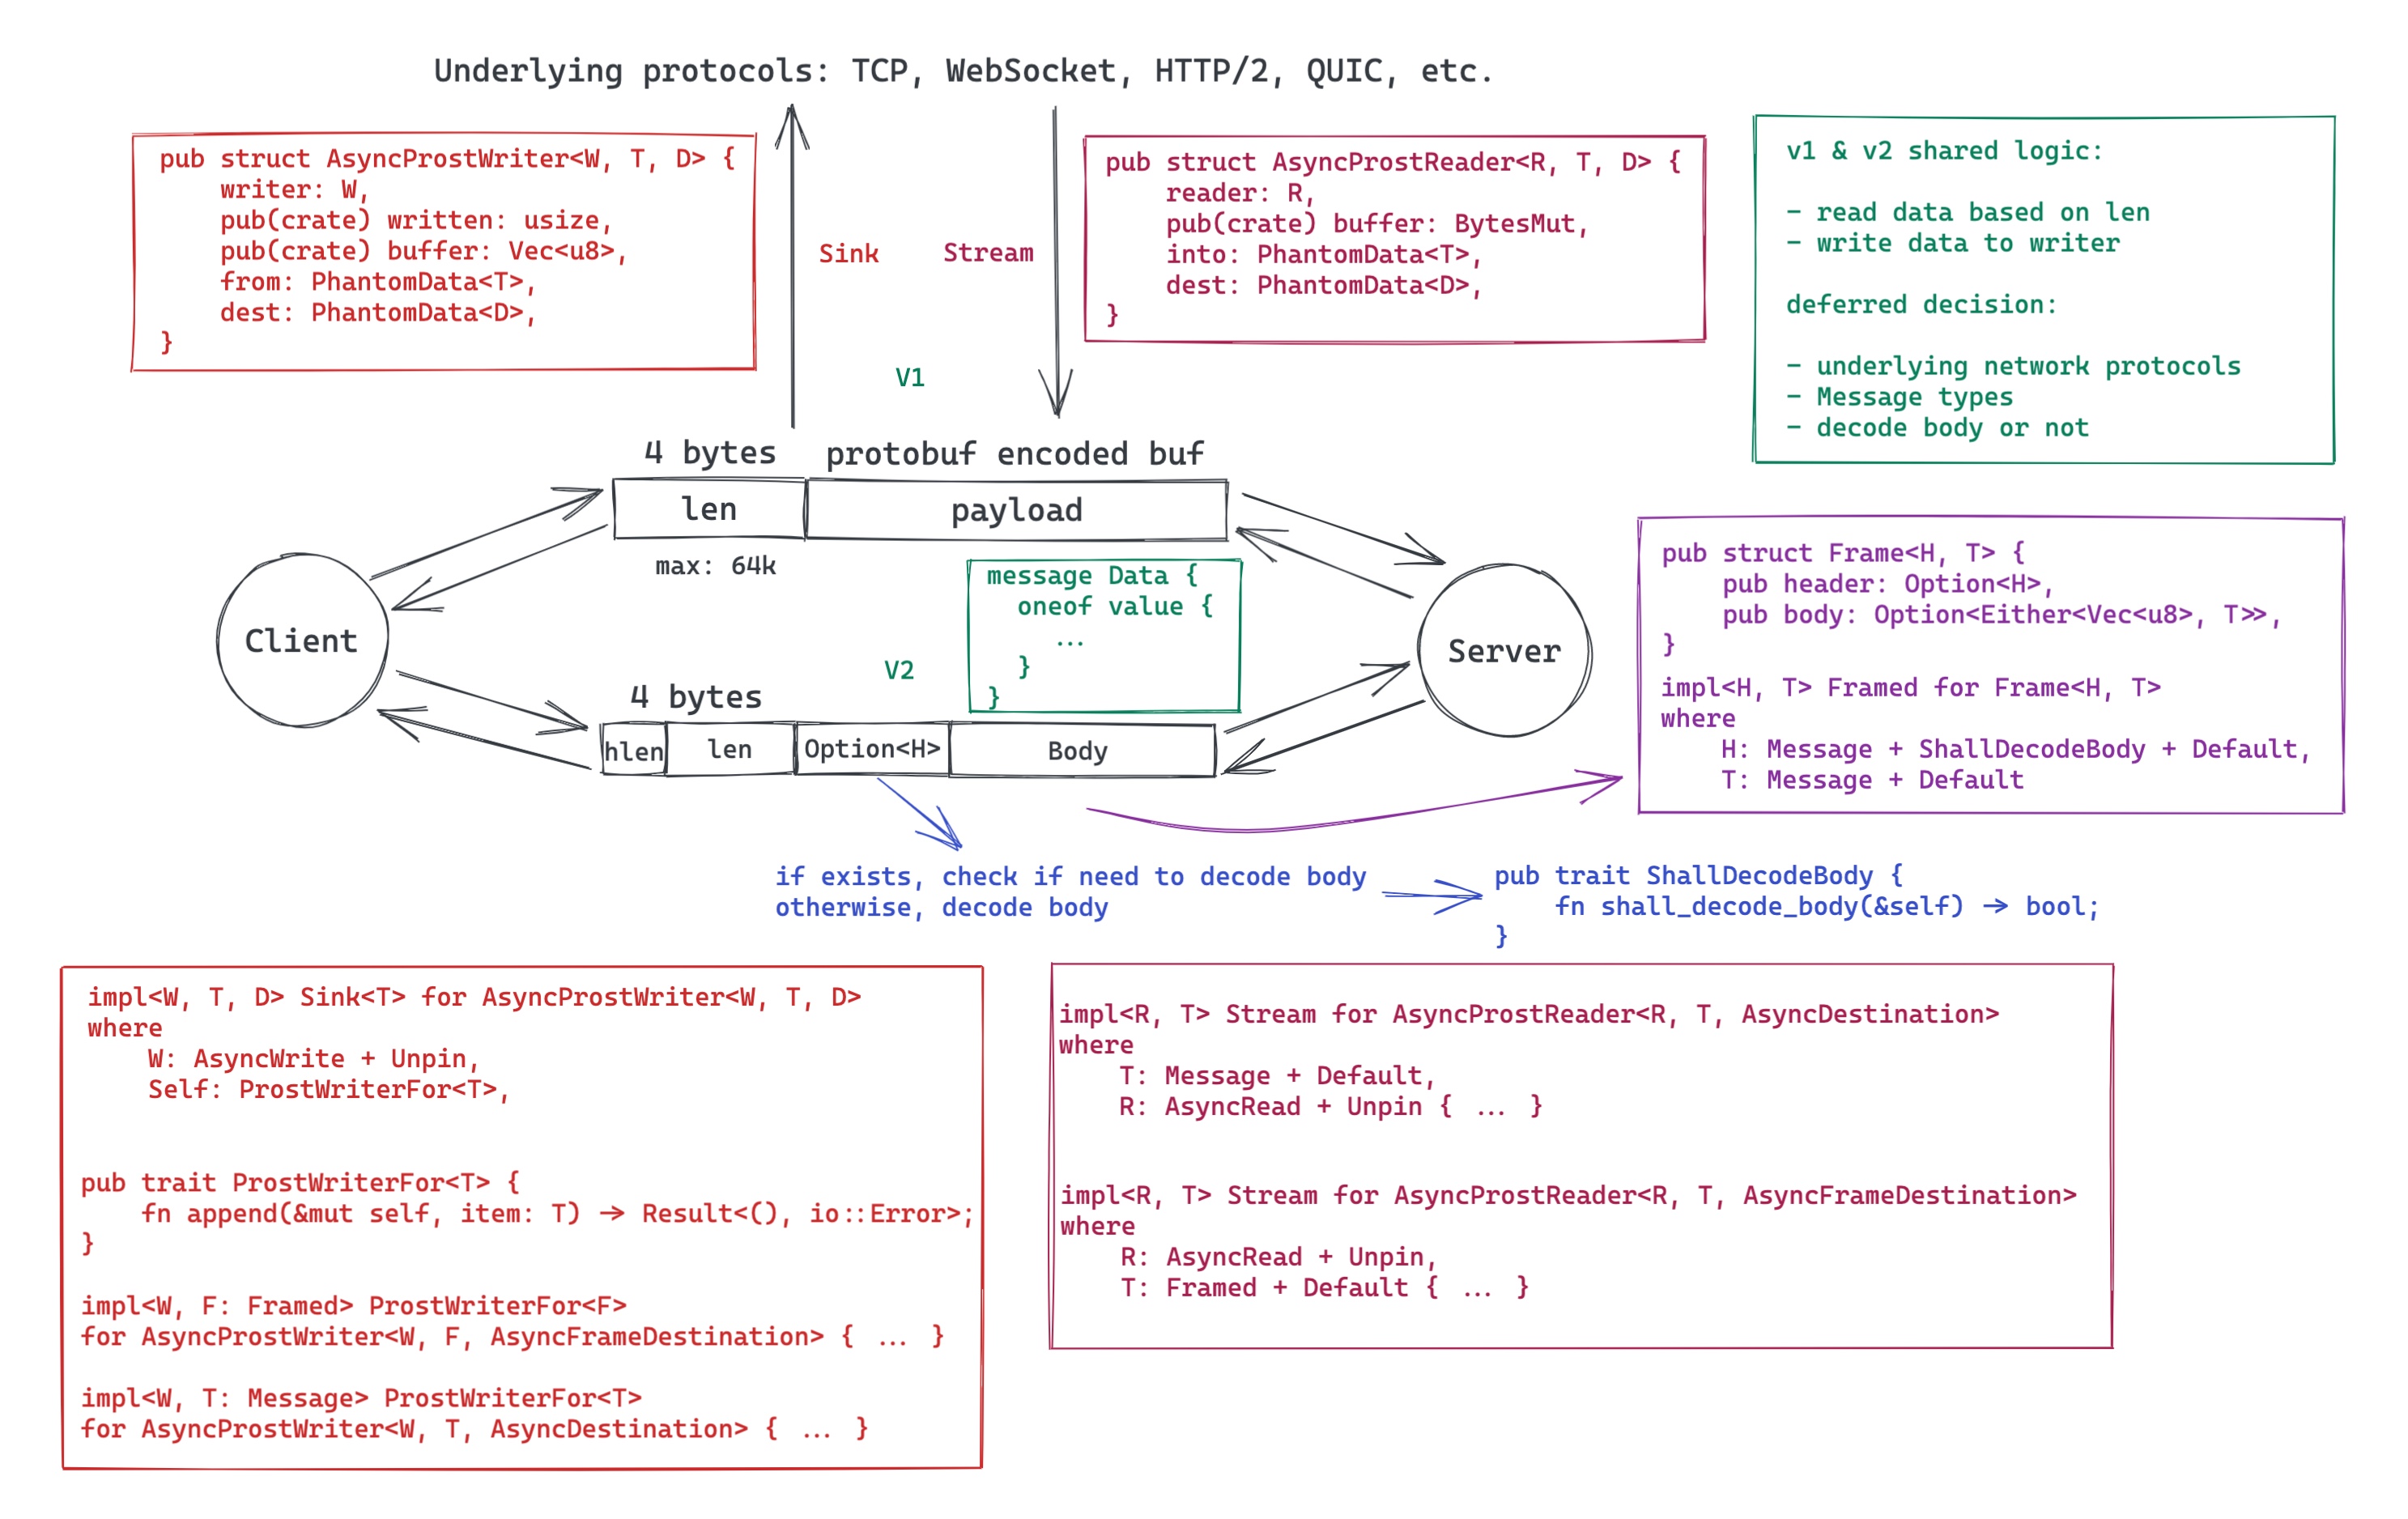 Underlying protocols: TCP, WebSocket, HTTP/2, QUIC, etc.
pub struct AsyncProstWriter<W, T, D> {
    writer: W,
    pub(crate) written: usize,
    pub(crate) buffer: Vec<u8>,
    from: PhantomData<T>,
    dest: PhantomData<D>,
}
Sink
Stream
pub struct AsyncProstReader<R, T, D> {
    reader: R,
    pub(crate) buffer: BytesMut,
    into: PhantomData<T>,
    dest: PhantomData<D>,
}
v1 & v2 shared logic:
- read data based on len
- write data to writer
deferred decision:
- underlying network protocols
- Message types
- decode body or not
V1
4 bytes
protobuf encoded buf
len
payload
max: 64k
message Data {
  oneof value {
    ...
  }
}
Client
Server
V2
4 bytes
hlen
len
Option<H>
Body
pub struct Frame<H, T> {
    pub header: Option<H>,
    pub body: Option<Either<Vec<u8>, T>>,
}
impl<H, T> Framed for Frame<H, T>
where
    H: Message + ShallDecodeBody + Default,
    T: Message + Default
if exists, check if need to decode body
otherwise, decode body
pub trait ShallDecodeBody {
    fn shall_decode_body(&self) -> bool;
}
impl<W, T, D> Sink<T> for AsyncProstWriter<W, T, D>
where
    W: AsyncWrite + Unpin,
    Self: ProstWriterFor<T>,
pub trait ProstWriterFor<T> {
    fn append(&mut self, item: T) -> Result<(), io::Error>;
}
impl<W, F: Framed> ProstWriterFor<F>
for AsyncProstWriter<W, F, AsyncFrameDestination> { ... }
impl<W, T: Message> ProstWriterFor<T>
for AsyncProstWriter<W, T, AsyncDestination> { ... }
impl<R, T> Stream for AsyncProstReader<R, T, AsyncDestination>
where
    T: Message + Default,
    R: AsyncRead + Unpin { ... }
impl<R, T> Stream for AsyncProstReader<R, T, AsyncFrameDestination>
where
    R: AsyncRead + Unpin,
    T: Framed + Default { ... }